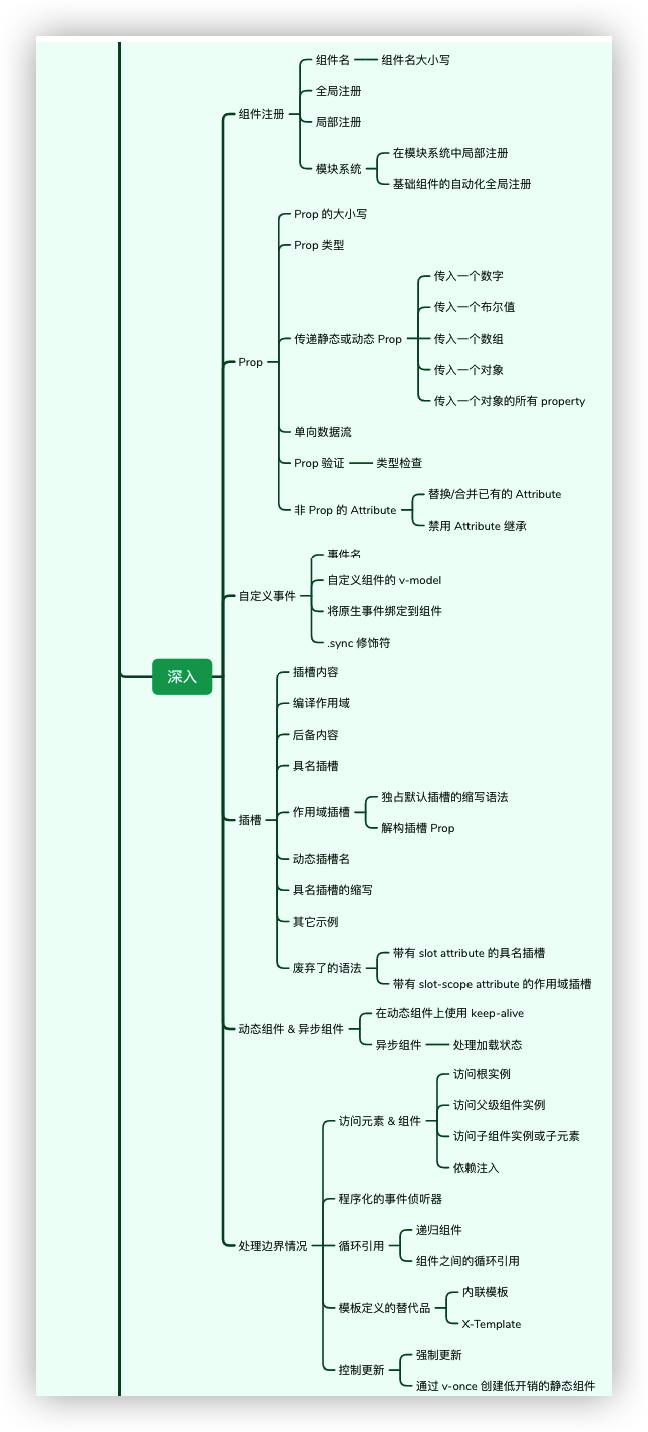 深入
组件注册
组件名
组件名大小写
全局注册
局部注册
模块系统
在模块系统中局部注册
基础组件的自动化全局注册
Prop
Prop 的大小写
Prop 类型
传递静态或动态 Prop
传入一个数字
传入一个布尔值
传入一个数组
传入一个对象
传入一个对象的所有 property
单向数据流
Prop 验证
类型检查
非 Prop 的 Attribute
替换/合并已有的 Attribute
禁用 Attribute 继承
自定义事件
事件名
自定义组件的 v-model
将原生事件绑定到组件
.sync 修饰符
插槽
插槽内容
编译作用域
后备内容
具名插槽
作用域插槽
独占默认插槽的缩写语法
解构插槽 Prop
动态插槽名
具名插槽的缩写
其它示例
废弃了的语法
带有 slot attribute 的具名插槽
带有 slot-scope attribute 的作用域插槽
动态组件 & 异步组件
在动态组件上使用 keep-alive
异步组件
处理加载状态
处理边界情况
访问元素 & 组件
访问根实例
访问父级组件实例
访问子组件实例或子元素
依赖注入
程序化的事件侦听器
循环引用
递归组件
组件之间的循环引用
模板定义的替代品
内联模板
X-Template
控制更新
强制更新
通过 v-once 创建低开销的静态组件